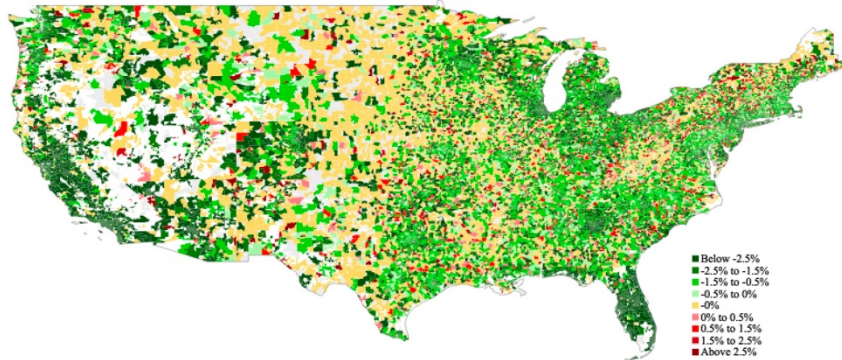 Below -2.5%
-2.5% to -1.5%
-1.5% to -0.5%
-0.5% to 0%
-0%
0% to 0.5%
0.5% to 1.5%
1.5% to 2.5%
Above 2.5%